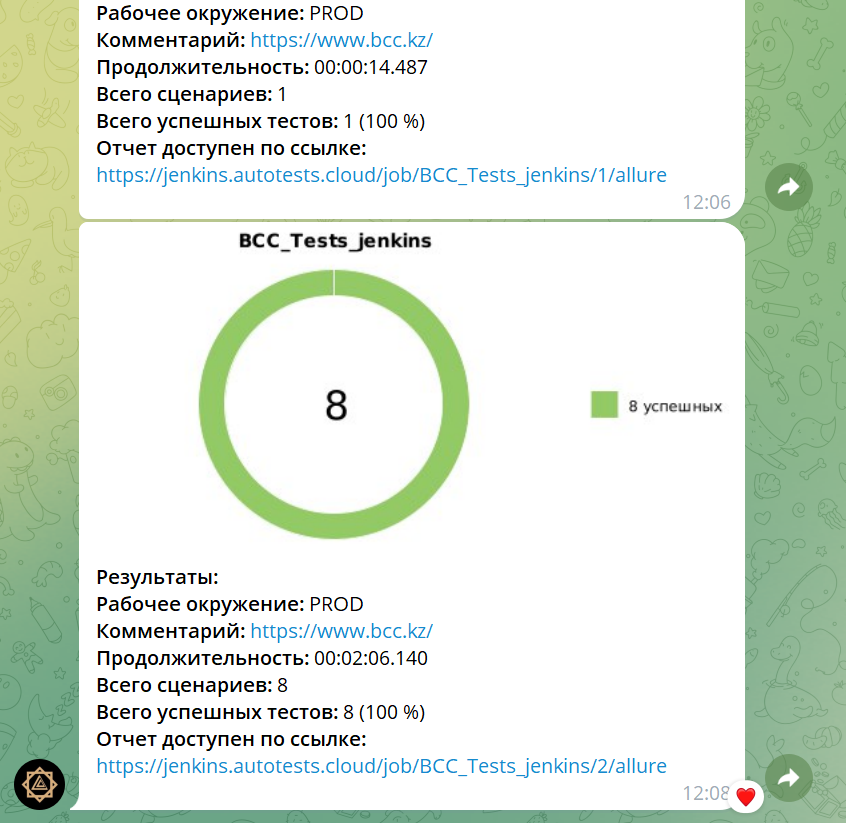 Рабочее окружение: PROD
Комментарий: https://www.bcc.kz/
Продолжительность: 00:00:14.487
Всего сценариев: 1
Всего успешных тестов: 1 (100 %)
Отчет доступен по ссылке:
https://jenkins.autotests.cloud/job/BCC_Tests_jenkins/1/allure
12:06
BCC_Tests_jenkins
8
8 успешных
Результаты:
Рабочее окружение: PROD
Комментарий: https://www.bcc.kz/
Продолжительность: 00:02:06.140
Всего сценариев: 8
Всего успешных тестов: 8 (100 %)
Отчет доступен по ссылке:
https://jenkins.autotests.cloud/job/BCC_Tests_jenkins/2/allure
12:08